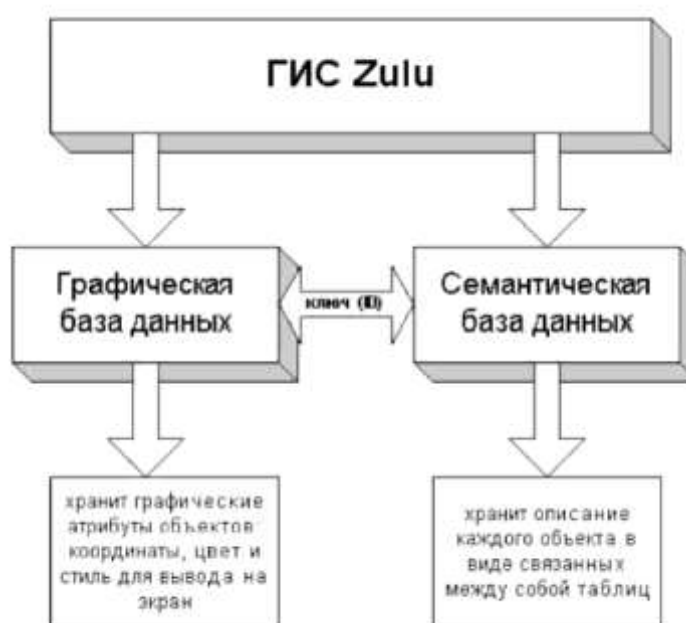 ГИС Zulu
Графическая
база данных
ключ (ID)
Семантическая
база данных
хранит графические
атрибуты объектов
координаты, цвет и
стиль для вывода на
экран
хранит описание
каждого объекта в
виде связанных
между собой таблиц